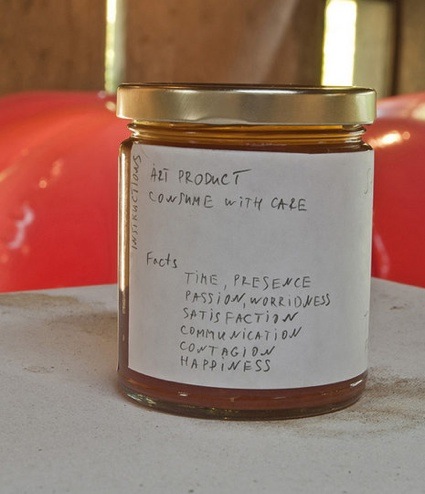 INSTRUCTIONS
ART PRODUCT
CONSUME WITH CARE
Facts
TIME, PRESENCE
PASSION, WORRIDNESS
SATISFACTION
COMMUNICATION
CONTAGION
HAPPINESS